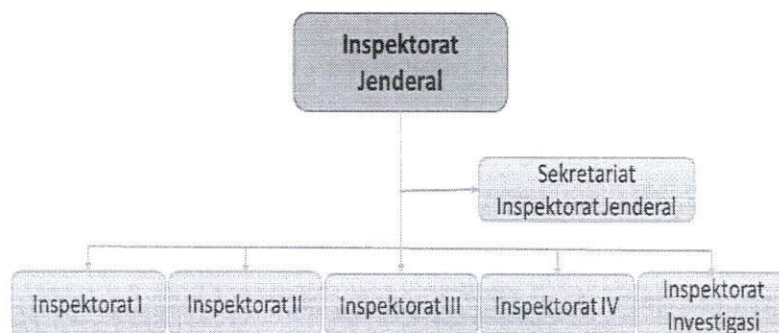 Inspektorat
Jenderal
Sekretariat
Inspektorat Jenderal
Inspektorat I
Inspektorat II
Inspektorat III
Inspektorat IV
Inspektorat
Investigasi